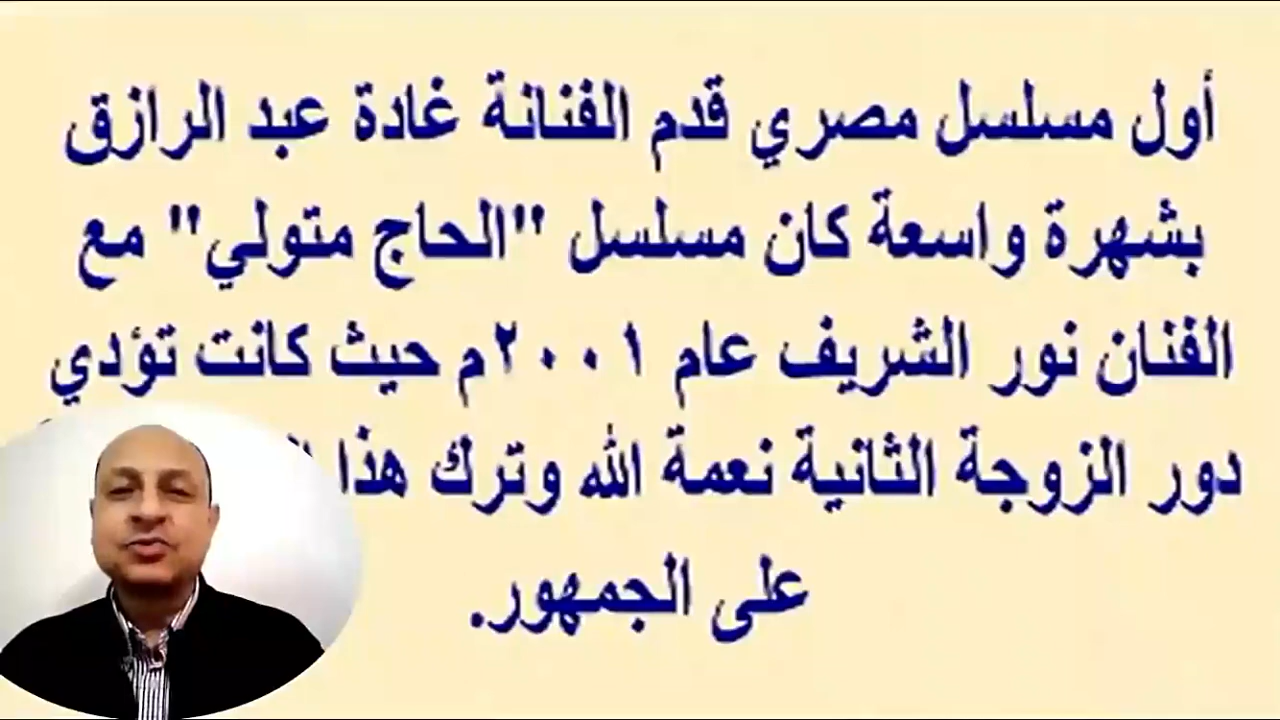 أول مسلسل مصري قدم الفنانة غادة عبد الرازق
بشهرة واسعة كان مسلسل "الحاج متولي" مع
الفنان نور الشريف عام ٢٠٠١م حيث كانت تؤدي
دور الزوجة الثانية نعمة الله وترك هذا
على الجمهور.